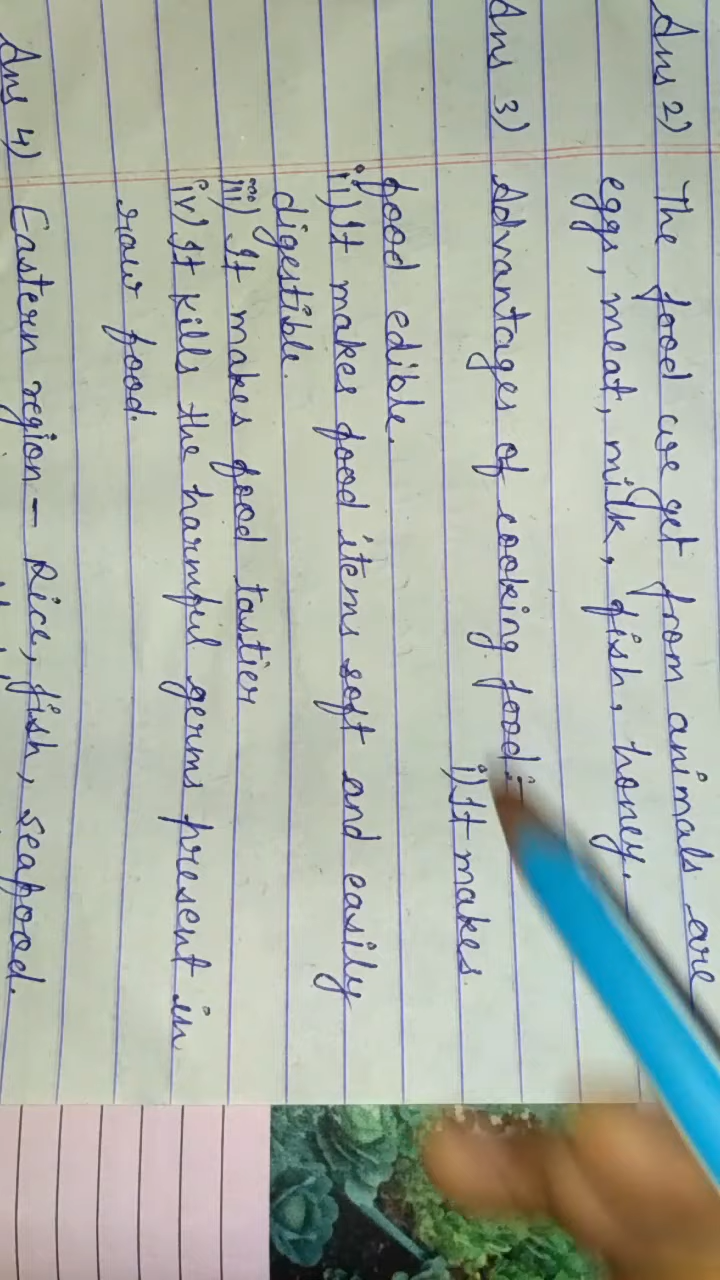 Ans 2) The food we get from animals are
eggs, meat, milk, fish, honey.
Ans 3) Advantages of cooking food:-
i) It makes
food edible.
ii) It makes food items soft and easily
digestible.
iii) It makes food tastier
iv) It kills the harmful germs present in
raw food.
Ans 4) Eastern region - Rice, fish, seafood.